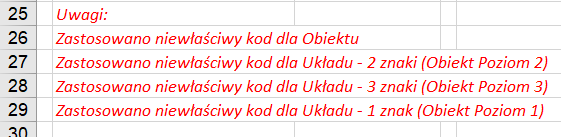 25 Uwagi:
26 Zastosowano niewłaściwy kod dla Obiektu
27 Zastosowano niewłaściwy kod dla Układu - 2 znaki (Obiekt Poziom 2)
28 Zastosowano niewłaściwy kod dla Układu - 3 znaki (Obiekt Poziom 3)
29 Zastosowano niewłaściwy kod dla Układu - 1 znak (Obiekt Poziom 1)
30